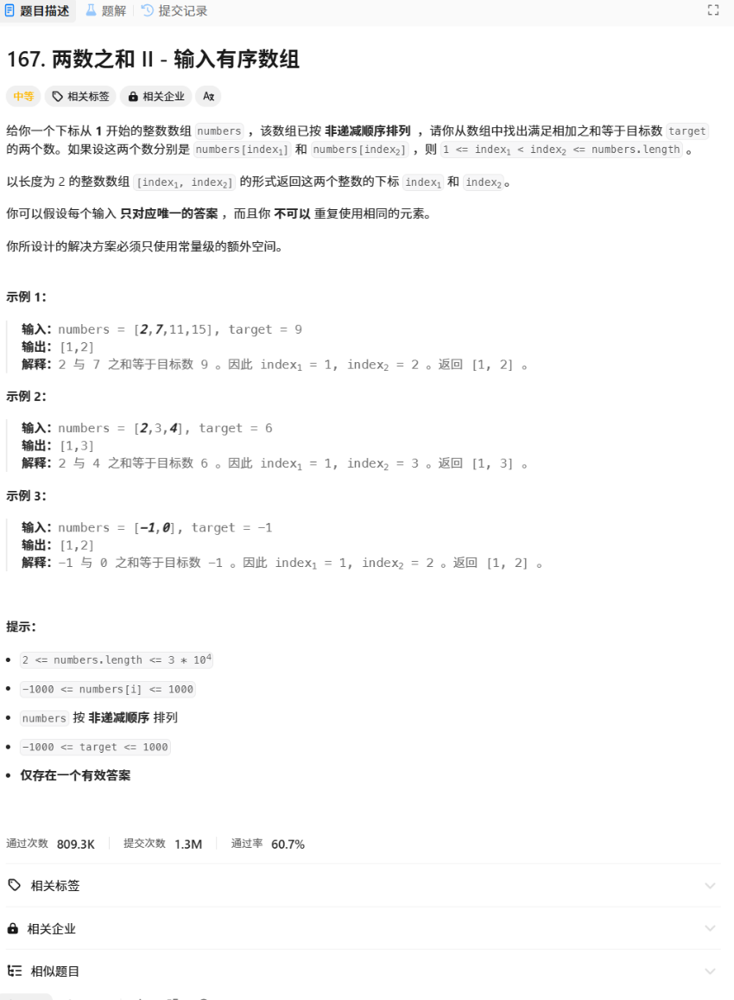 题目描述 题解 提交记录
167. 两数之和 II - 输入有序数组
中等 相关标签 相关企业 Aす
给你一个下标从 1 开始的整数数组 numbers ，该数组已按 非递减顺序排列 ，请你从数组中找出满足相加之和等于目标数 target
的两个数。如果设这两个数分别是 numbers[index₁] 和 numbers[index₂] ，则 1 <= index₁ < index₂ <= numbers.length 。
以长度为 2 的整数数组 [index₁, index₂] 的形式返回这两个整数的下标 index₁ 和 index₂。
你可以假设每个输入 只对应唯一的答案 ，而且你 不可以 重复使用相同的元素。
你所设计的解决方案必须只使用常量级的额外空间。
示例 1：
输入：numbers = [2,7,11,15], target = 9
输出：[1,2]
解释：2 与 7 之和等于目标数 9 。因此 index₁ = 1, index₂ = 2 。返回 [1, 2] 。
示例 2：
输入：numbers = [2,3,4], target = 6
输出：[1,3]
解释：2 与 4 之和等于目标数 6 。因此 index₁ = 1, index₂ = 3 。返回 [1, 3] 。
示例 3：
输入：numbers = [-1,0], target = -1
输出：[1,2]
解释：-1 与 0 之和等于目标数 -1 。因此 index₁ = 1, index₂ = 2 。返回 [1, 2] 。
提示：
• 2 <= numbers.length <= 3 * 10⁴
• -1000 <= numbers[i] <= 1000
• numbers 按 非递减顺序 排列
• -1000 <= target <= 1000
• 仅存在一个有效答案
通过次数 809.3K 提交次数 1.3M 通过率 60.7%
相关标签
相关企业
相似题目